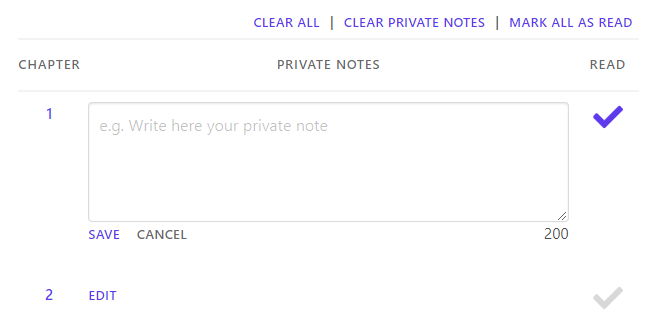 CLEAR ALL | CLEAR PRIVATE NOTES | MARK ALL AS READ
CHAPTER PRIVATE NOTES READ
1 e.g. Write here your private note
SAVE CANCEL 200
2 EDIT